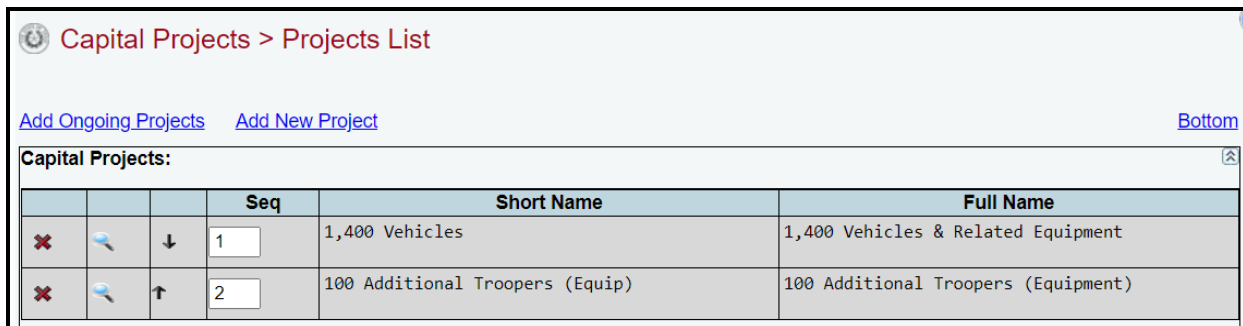 Capital Projects > Projects List
Add Ongoing Projects Add New Project Bottom
Capital Projects:
Seq Short Name Full Name
1 1,400 Vehicles 1,400 Vehicles & Related Equipment
2 100 Additional Troopers (Equip) 100 Additional Troopers (Equipment)